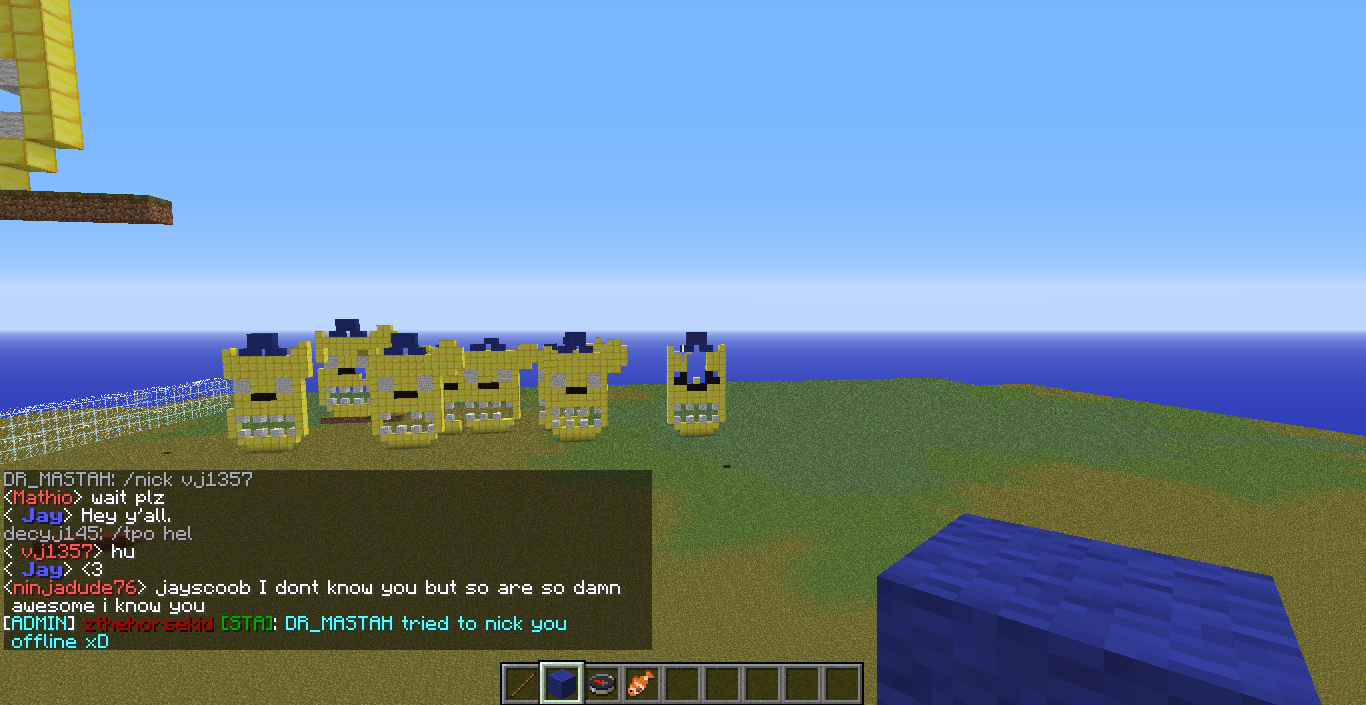 DR_MASTAH: /nick vj1357
<Mathio> wait plz
< Jay> Hey y'all.
decyj145: /tpo hel
< vj1357> hu
< Jay> <3
<ninjadude76> jayscoob I dont know you but so are so damn
awesome i know you
[ADMIN] zthehorsekid [STA]: DR_MASTAH tried to nick you
offline xD